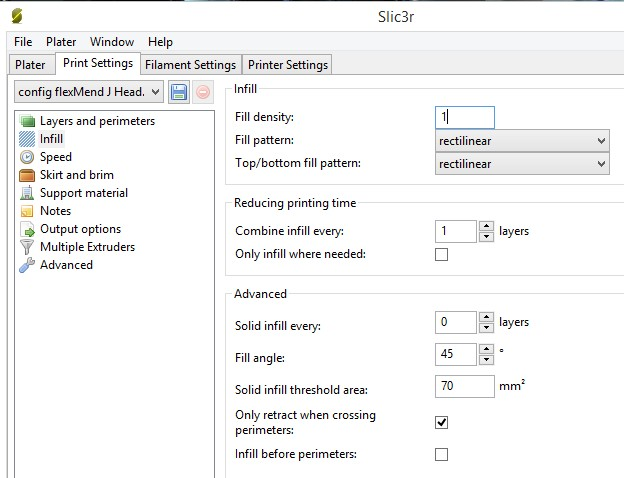 Slic3r
File Plater Window Help
Plater Print Settings Filament Settings Printer Settings
config flexMend J Head.
Layers and perimeters
Infill
Speed
Skirt and brim
Support material
Notes
Output options
Multiple Extruders
Advanced
Infill
Fill density: 1
Fill pattern: rectilinear
Top/bottom fill pattern: rectilinear
Reducing printing time
Combine infill every: 1 layers
Only infill where needed:
Advanced
Solid infill every: 0 layers
Fill angle: 45 °
Solid infill threshold area: 70 mm²
Only retract when crossing
perimeters:
Infill before perimeters: